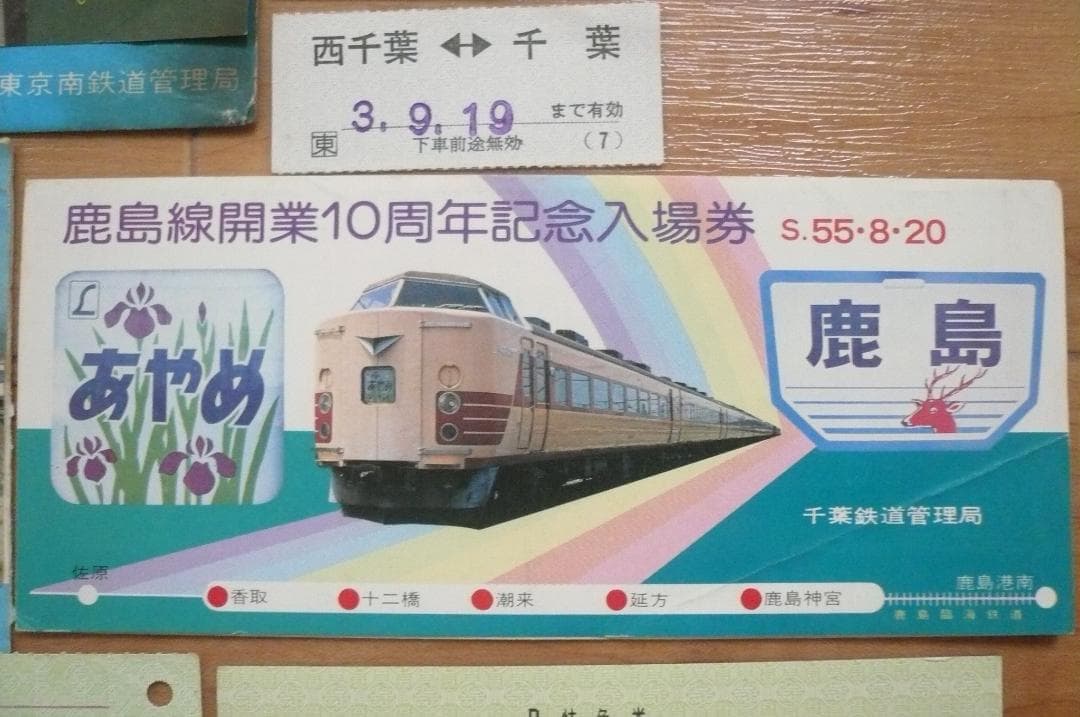 東京南鉄道管理局
西千葉 ↔ 千葉
3.9.19 まで有効
東 下車前途無効 (7)
鹿島線開業10周年記念入場券 S.55・8・20
L
あやめ
あやめ
鹿島
千葉鉄道管理局
佐原
香取
十二橋
潮来
延方
鹿島神宮
鹿島港南
鹿島臨海鉄道